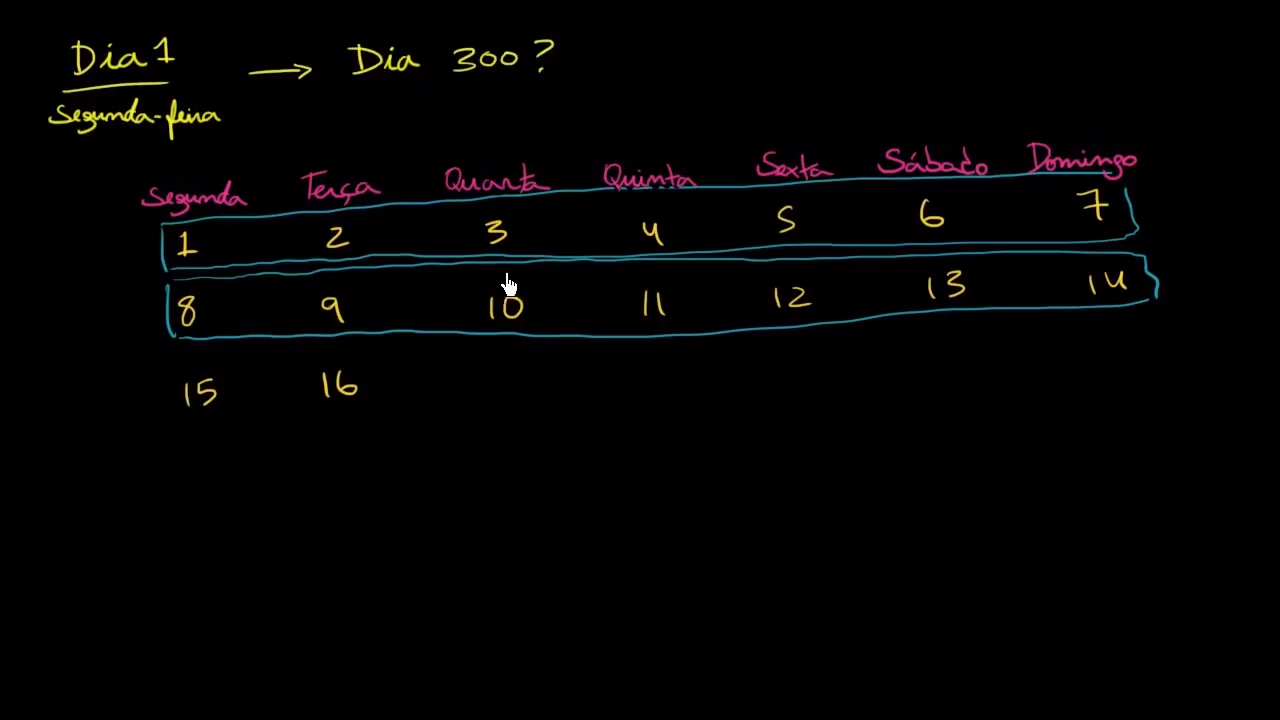 Dia 1 → Dia 300 ?
Segunda-feira
Segunda Terça Quarta Quinta Sexta Sábado Domingo
1 2 3 4 5 6 7
8 9 10 11 12 13 14
15 16